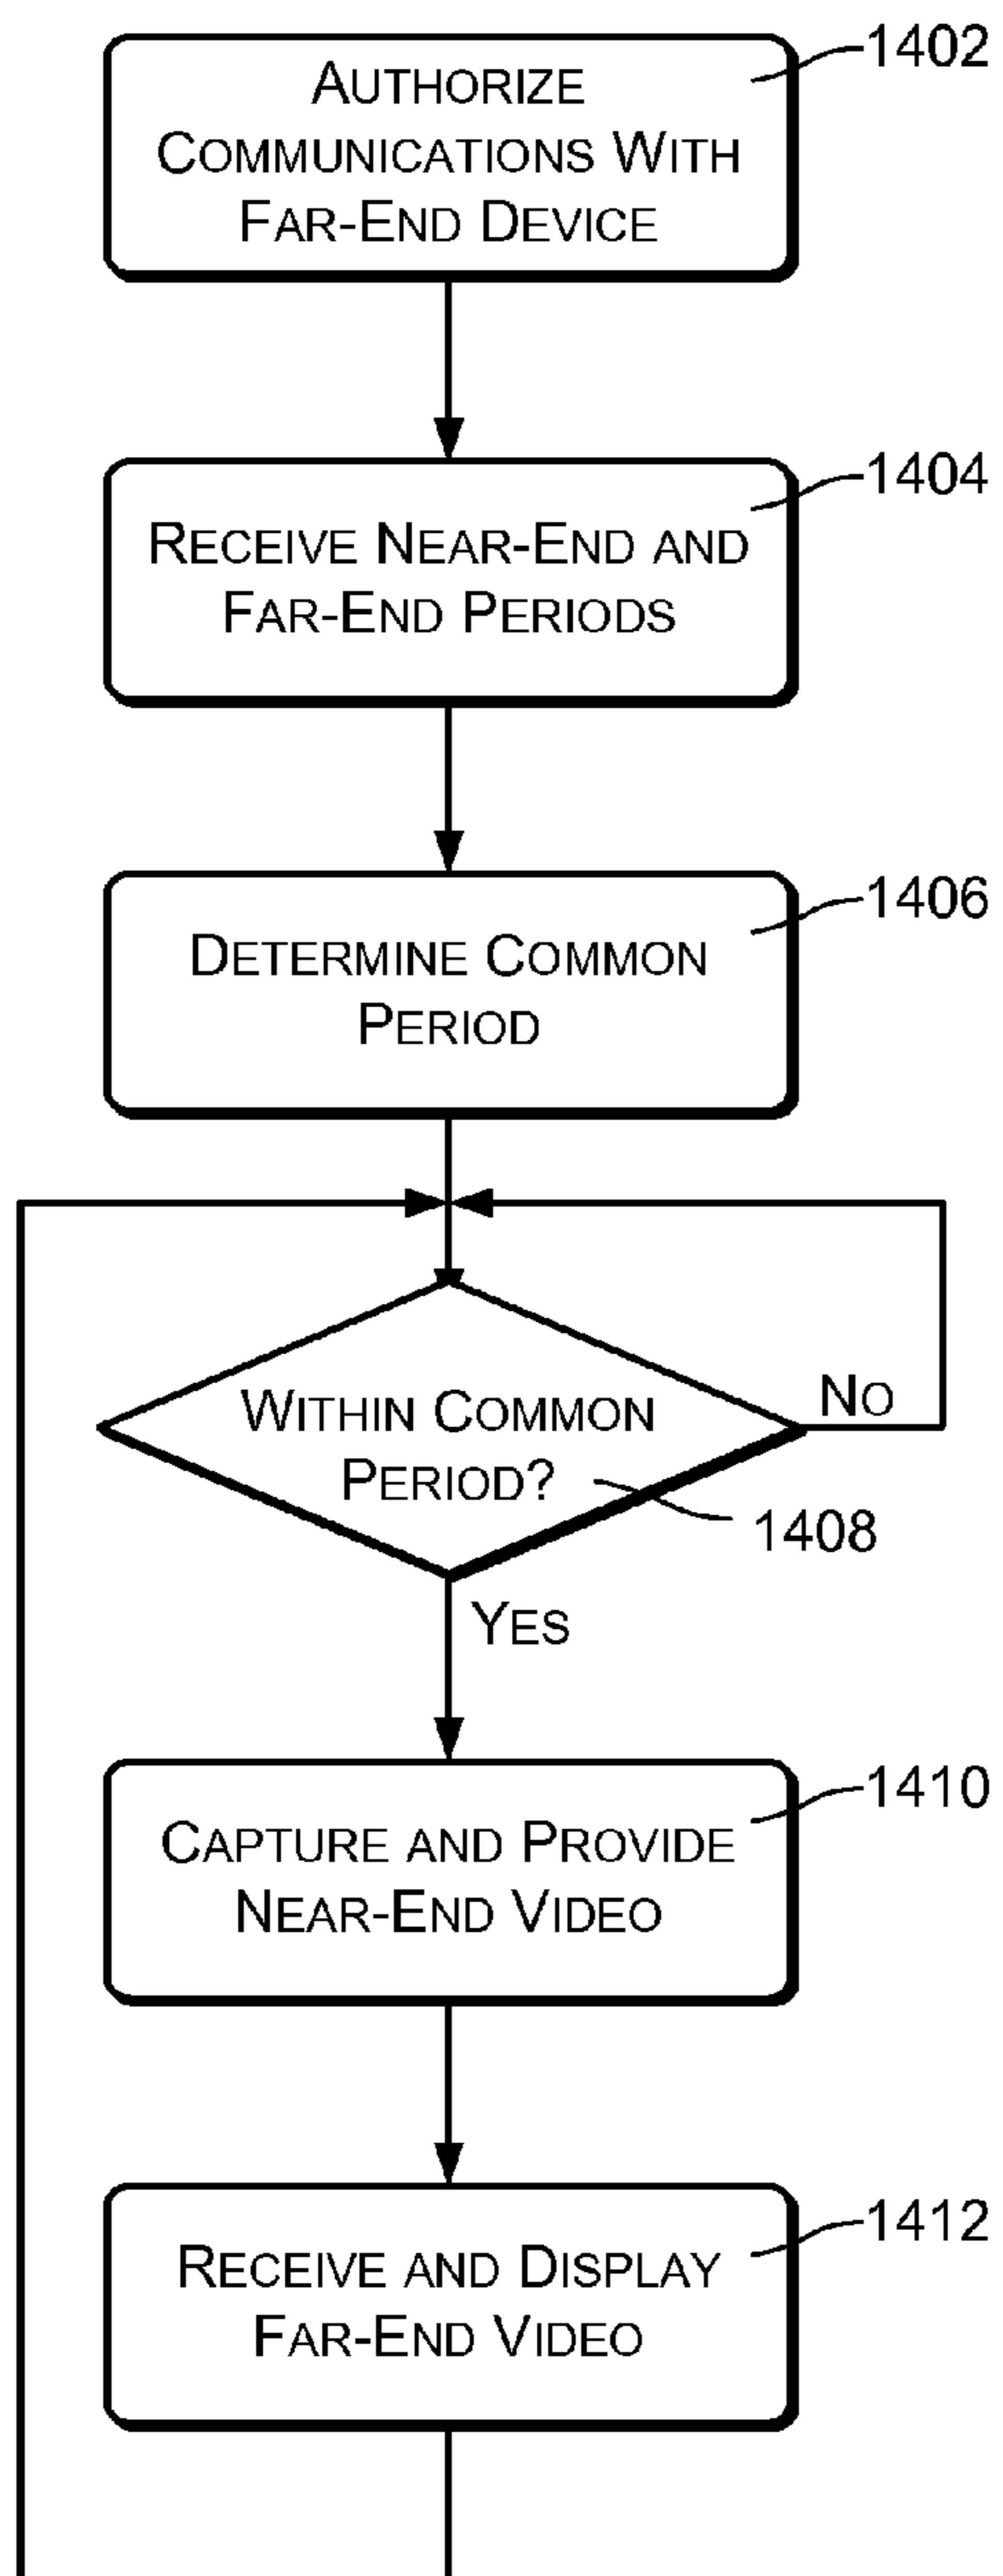 1402
AUTHORIZE
COMMUNICATIONS WITH
FAR-END DEVICE
1404
RECEIVE NEAR-END AND
FAR-END PERIODS
1406
DETERMINE COMMON
PERIOD
WITHIN COMMON
PERIOD?
NO
1408
YES
1410
CAPTURE AND PROVIDE
NEAR-END VIDEO
1412
RECEIVE AND DISPLAY
FAR-END VIDEO